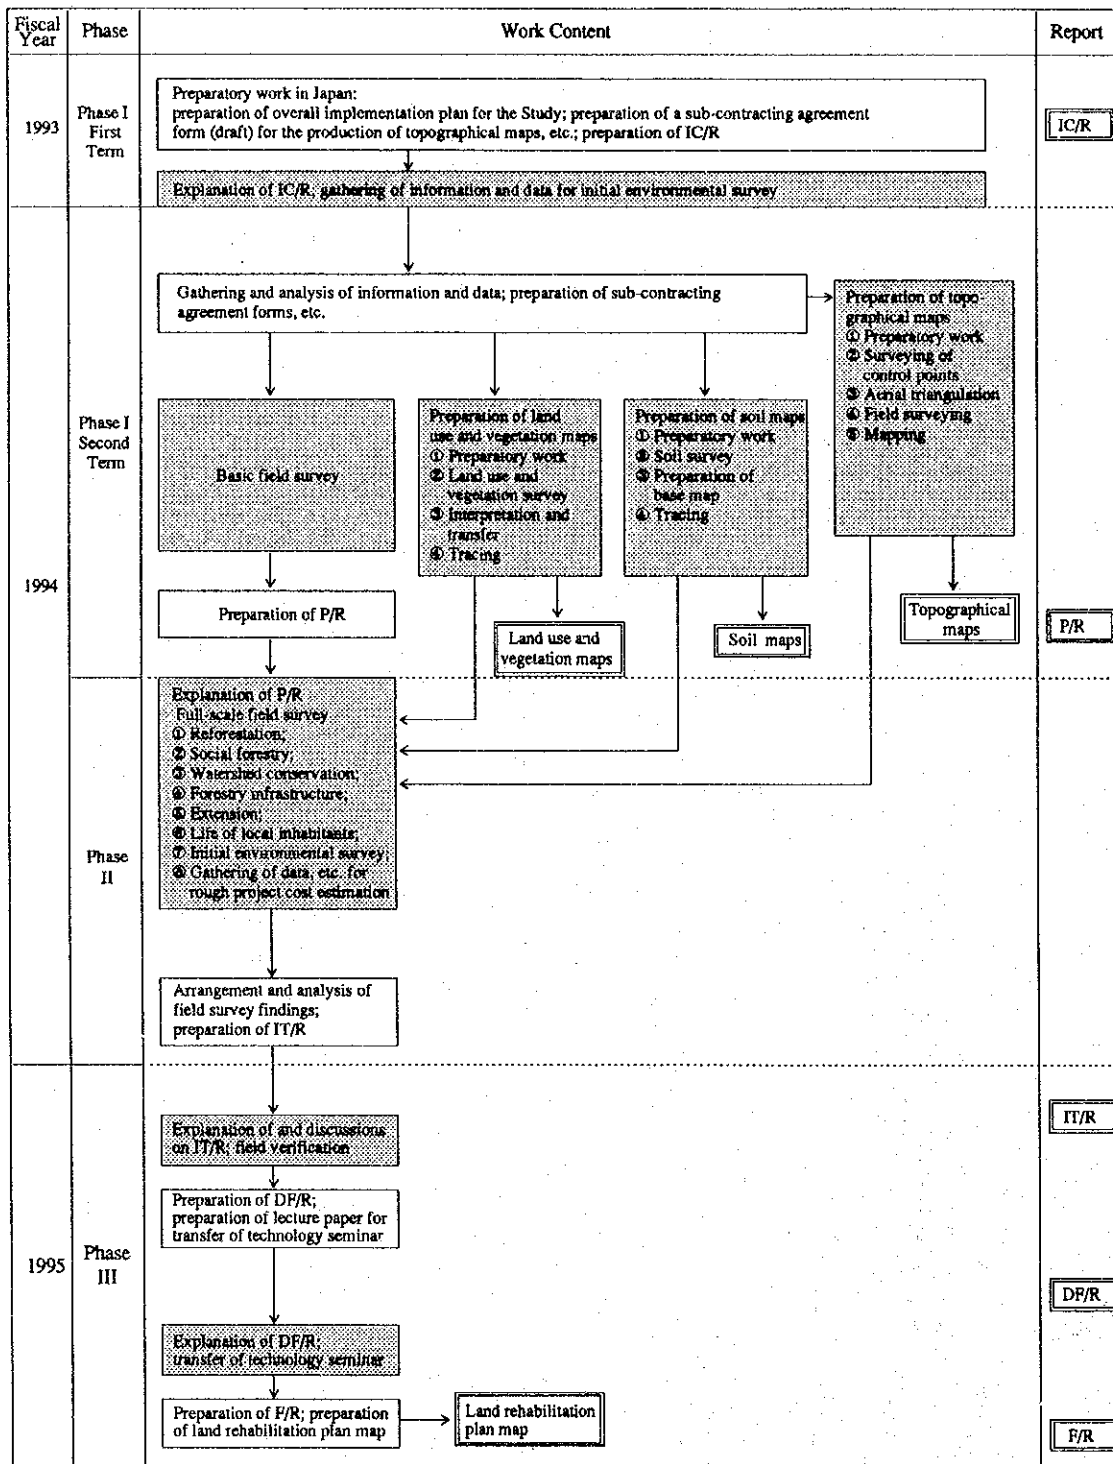 Fiscal
Year
Phase
Work Content
Report
1993
Phase I
First
Term
Preparatory work in Japan:
preparation of overall implementation plan for the Study; preparation of a sub-contracting agreement
form (draft) for the production of topographical maps, etc.; preparation of IC/R
IC/R
Explanation of IC/R; gathering of information and data for initial environmental survey
1994
Phase I
Second
Term
Gathering and analysis of information and data; preparation of sub-contracting
agreement forms, etc.
Preparation of topo-
graphical maps
① Preparatory work
② Surveying of
control points
③ Aerial triangulation
④ Field surveying
⑤ Mapping
Basic field survey
Preparation of land
use and vegetation maps
① Preparatory work
② Land use and
vegetation survey
③ Interpretation and
transfer
④ Tracing
Preparation of soil maps
① Preparatory work
② Soil survey
③ Preparation of
base map
④ Tracing
Preparation of P/R
Land use and
vegetation maps
Soil maps
Topographical
maps
P/R
Phase
II
Explanation of P/R
Full-scale field survey
① Reforestation;
② Social forestry;
③ Watershed conservation;
④ Forestry infrastructure;
⑤ Extension;
⑥ Life of local inhabitants;
⑦ Initial environmental survey;
⑧ Gathering of data, etc. for
rough project cost estimation
Arrangement and analysis of
field survey findings;
preparation of IT/R
1995
Phase
III
Explanation of and discussions
on IT/R; field verification
IT/R
Preparation of DF/R;
preparation of lecture paper for
transfer of technology seminar
DF/R
Explanation of DF/R;
transfer of technology seminar
Preparation of F/R; preparation
of land rehabilitation plan map
Land rehabilitation
plan map
F/R